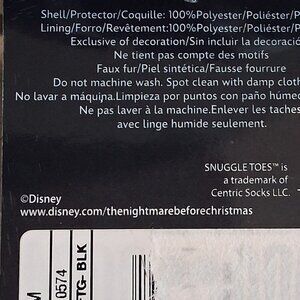 Shell/Protector/Coquille: 100%Polyester/Poliéster/P
Lining/Forro/Revêtement:100%Polyester/Poliéster/P
Exclusive of decoration/Sin incluir la decoració
Ne tient pas compte des motifs
Faux fur/Piel sintética/Fausse fourrure
Do not machine wash. Spot clean with damp cloth
No lavar a máquina.Limpieza por puntos con paño húmed
Ne pas laver à la machine.Enlever les taches
avec linge humide seulement.
SNUGGLE TOES™ is
a trademark of
Centric Socks LLC.
©Disney
www.disney.com/thenightmarebeforechristmas
M
0574
TG- BLK